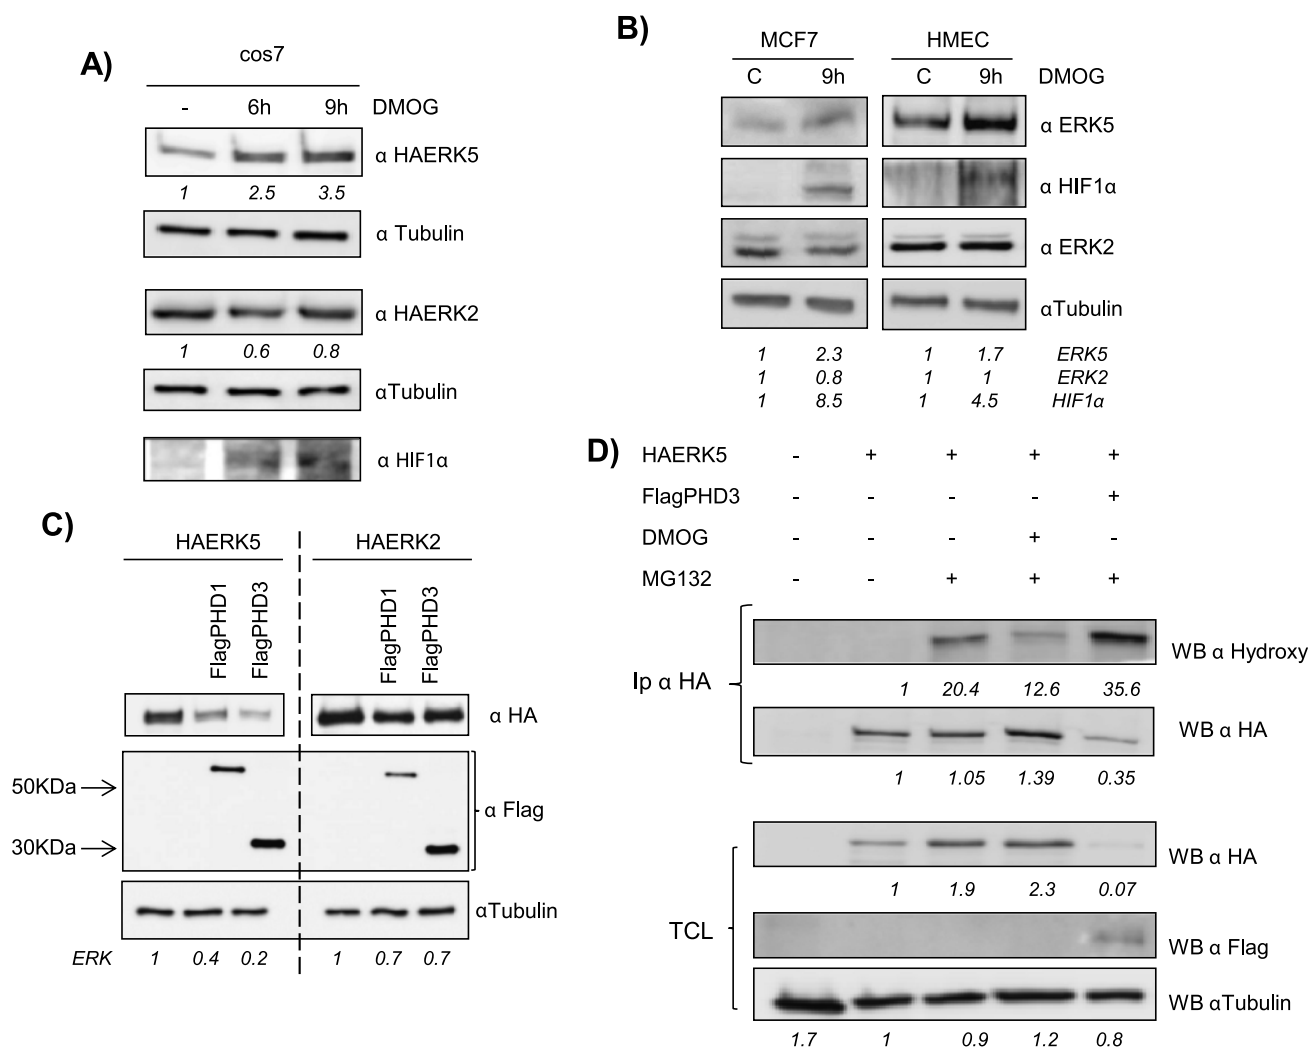 A)
cos7
- 6h 9h DMOG
α HAERK5
1 2.5 3.5
α Tubulin
α HAERK2
1 0.6 0.8
αTubulin
α HIF1α
B)
MCF7 HMEC
C 9h C 9h DMOG
α ERK5
α HIF1α
α ERK2
αTubulin
1 2.3 1 1.7 ERK5
1 0.8 1 1 ERK2
1 8.5 1 4.5 HIF1α
C)
HAERK5 HAERK2
FlagPHD1 FlagPHD3 FlagPHD1 FlagPHD3
α HA
50KDa
α Flag
30KDa
αTubulin
ERK 1 0.4 0.2 1 0.7 0.7
D)
HAERK5 - + + + +
FlagPHD3 - - - - +
DMOG - - - + -
MG132 - - + + +
WB α Hydroxy
Ip α HA
1 20.4 12.6 35.6
WB α HA
1 1.05 1.39 0.35
WB α HA
1 1.9 2.3 0.07
TCL
WB α Flag
WB αTubulin
1.7 1 0.9 1.2 0.8